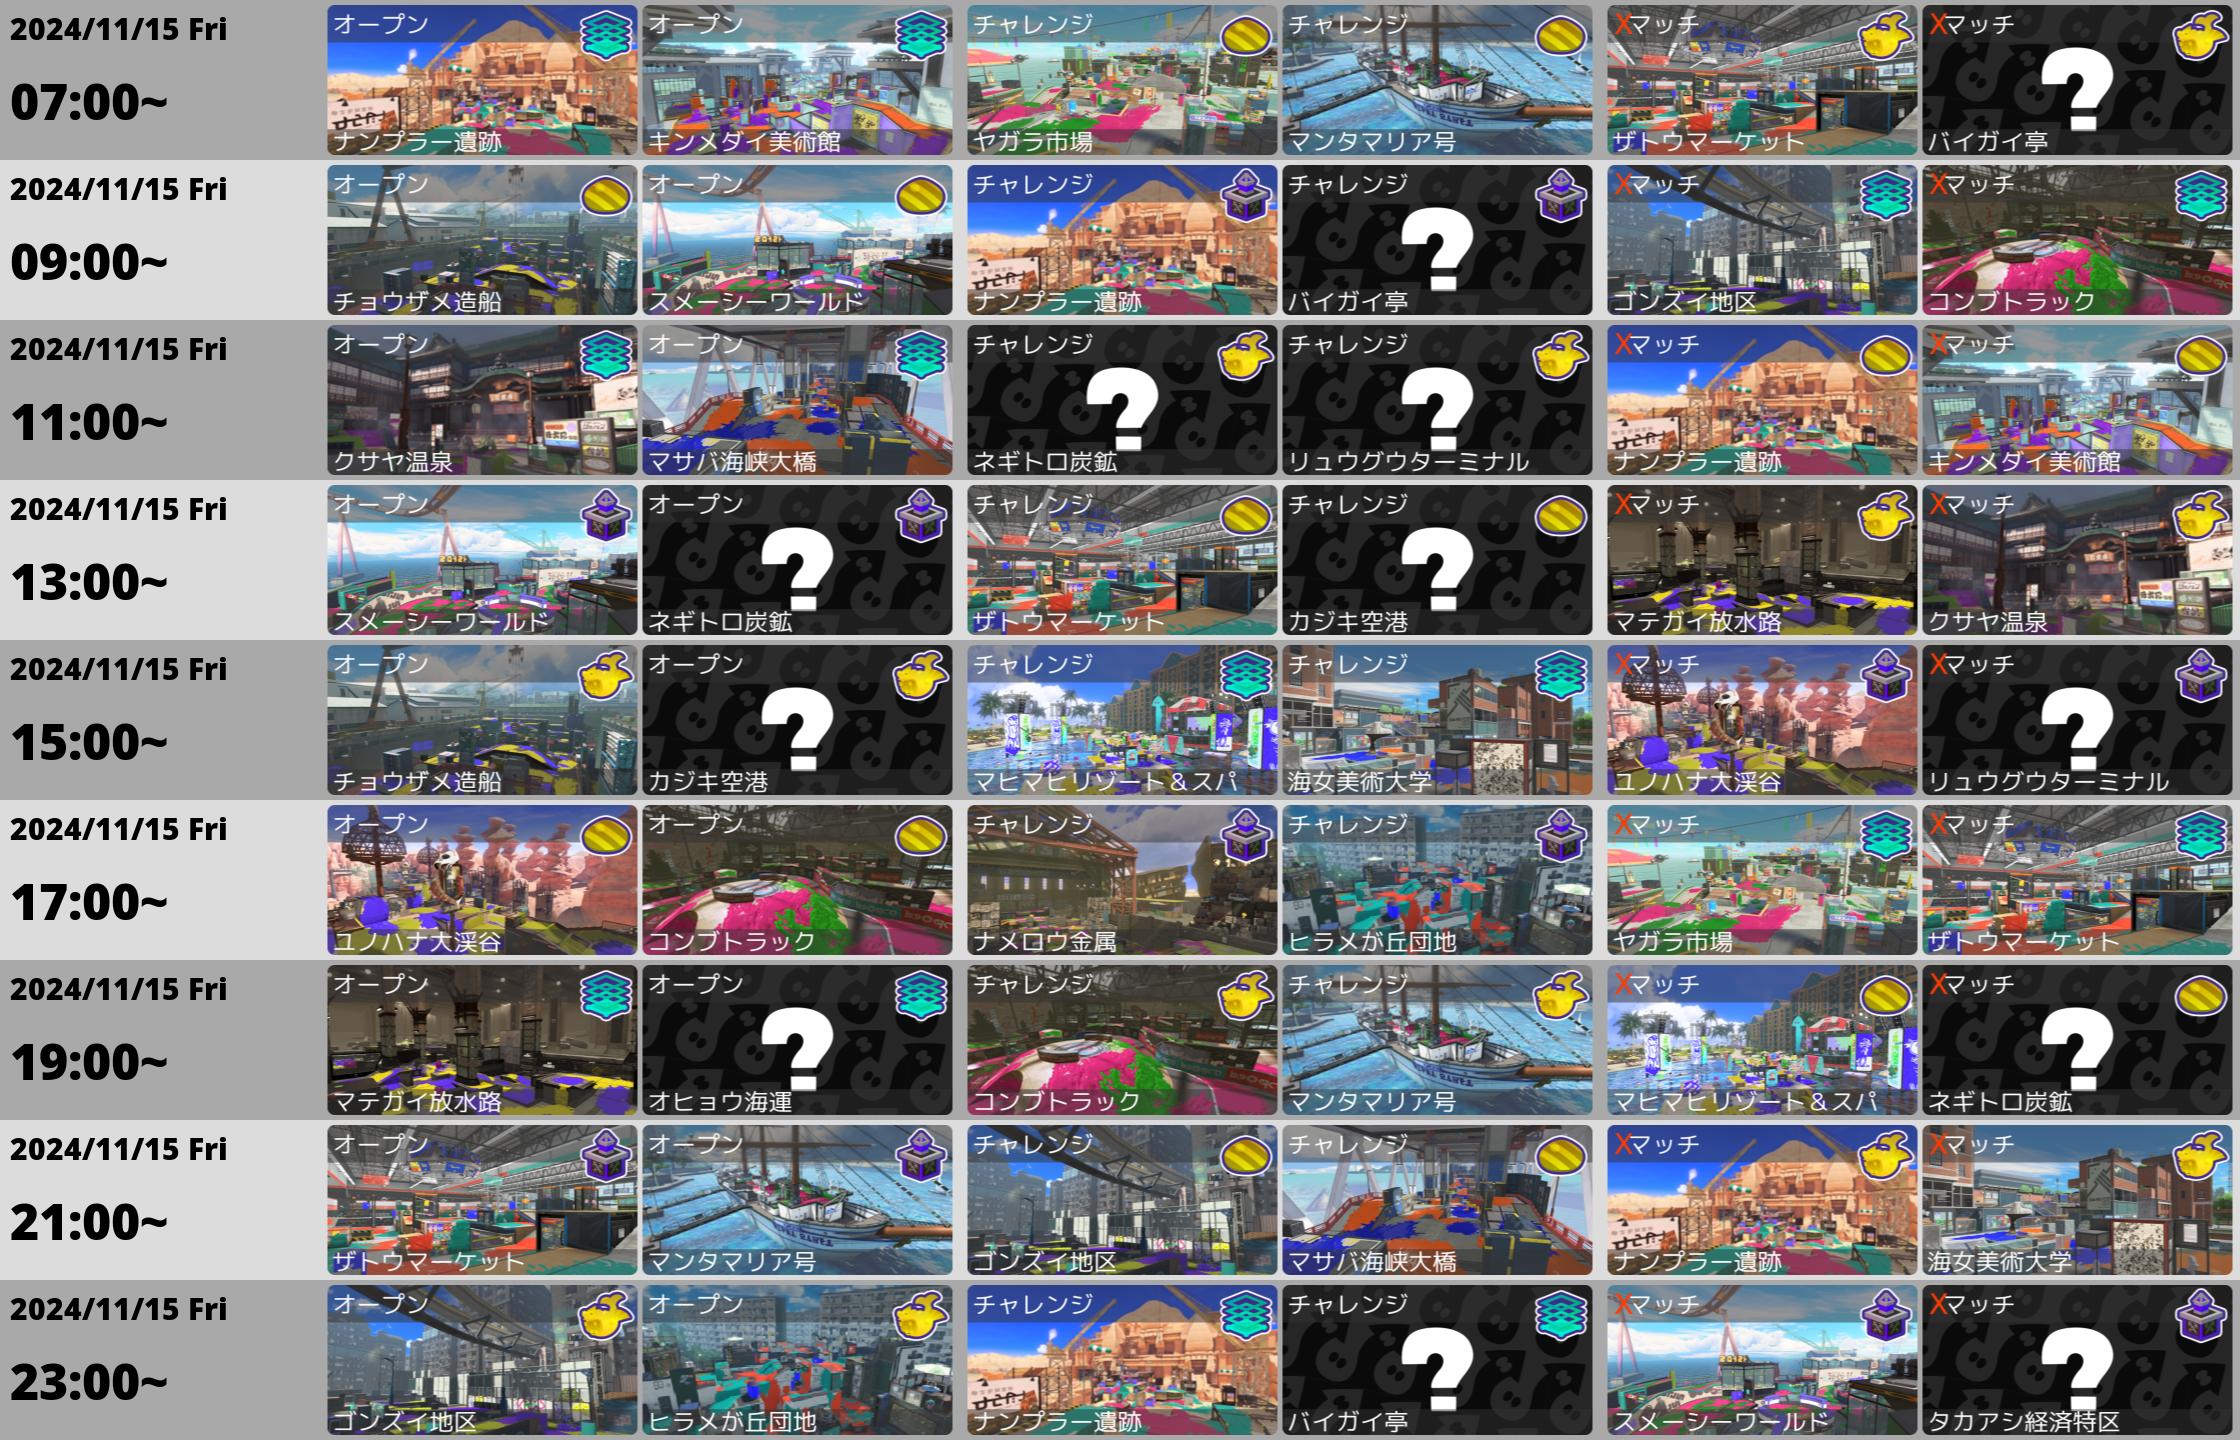 2024/11/15 Fri
07:00~
オープン
ナンプラー遺跡
オープン
キンメダイ美術館
チャレンジ
ヤガラ市場
チャレンジ
マンタマリア号
Xマッチ
ザトウマーケット
Xマッチ
?
バイガイ亭
2024/11/15 Fri
09:00~
オープン
チョウザメ造船
オープン
スメーシーワールド
チャレンジ
ナンプラー遺跡
チャレンジ
?
バイガイ亭
Xマッチ
ゴンズイ地区
Xマッチ
コンブトラック
2024/11/15 Fri
11:00~
オープン
クサヤ温泉
オープン
マサバ海峡大橋
チャレンジ
?
ネギトロ炭鉱
チャレンジ
?
リュウグウターミナル
Xマッチ
ナンプラー遺跡
Xマッチ
キンメダイ美術館
2024/11/15 Fri
13:00~
オープン
スメーシーワールド
オープン
?
ネギトロ炭鉱
チャレンジ
ザトウマーケット
チャレンジ
?
カジキ空港
Xマッチ
マテガイ放水路
Xマッチ
クサヤ温泉
2024/11/15 Fri
15:00~
オープン
チョウザメ造船
オープン
?
カジキ空港
チャレンジ
マヒマヒリゾート&スパ
チャレンジ
海女美術大学
Xマッチ
ユノハナ大渓谷
Xマッチ
?
リュウグウターミナル
2024/11/15 Fri
17:00~
オープン
ユノハナ大渓谷
オープン
コンブトラック
チャレンジ
ナメロウ金属
チャレンジ
ヒラメが丘団地
Xマッチ
ヤガラ市場
Xマッチ
ザトウマーケット
2024/11/15 Fri
19:00~
オープン
マテガイ放水路
オープン
?
オヒョウ海運
チャレンジ
コンブトラック
チャレンジ
マンタマリア号
Xマッチ
マヒマヒリゾート&スパ
Xマッチ
?
ネギトロ炭鉱
2024/11/15 Fri
21:00~
オープン
ザトウマーケット
オープン
マンタマリア号
チャレンジ
ゴンズイ地区
チャレンジ
マサバ海峡大橋
Xマッチ
ナンプラー遺跡
Xマッチ
海女美術大学
2024/11/15 Fri
23:00~
オープン
ゴンズイ地区
オープン
ヒラメが丘団地
チャレンジ
ナンプラー遺跡
チャレンジ
?
バイガイ亭
Xマッチ
スメーシーワールド
Xマッチ
?
タカアシ経済特区